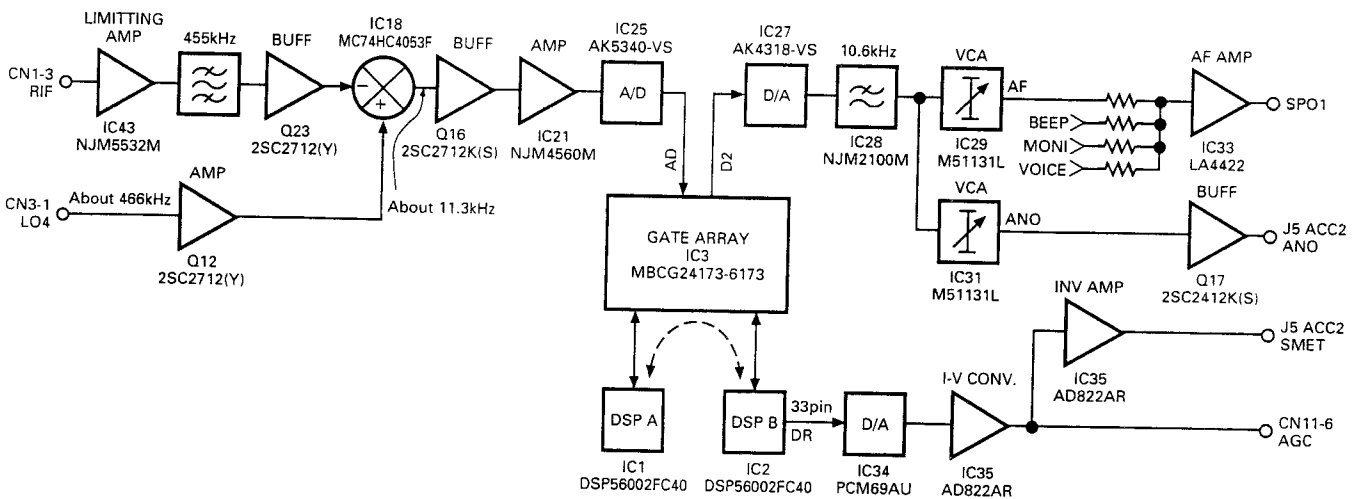 LIMITTING
AMP
455kHz
BUFF
IC18
MC74HC4053F
BUFF
AMP
IC25
AK5340-VS
IC27
AK4318-VS
10.6kHz
VCA
AF AMP
CN1-3
RIF
−
+
A/D
D/A
AF
SPO1
BEEP
MONI
VOICE
IC43
NJM5532M
Q23
2SC2712(Y)
Q16
2SC2712K(S)
IC21
NJM4560M
IC28
NJM2100M
IC29
M51131L
IC33
LA4422
AD
D2
AMP
CN3-1
LO4
About 466kHz
About 11.3kHz
VCA
BUFF
Q12
2SC2712(Y)
GATE ARRAY
IC3
MBCG24173-6173
ANO
J5 ACC2
ANO
IC31
M51131L
Q17
2SC2412K(S)
INV AMP
J5 ACC2
SMET
IC35
AD822AR
I-V CONV.
DSP A
DSP B
33pin
DR
D/A
CN11-6
AGC
IC1
DSP56002FC40
IC2
DSP56002FC40
IC34
PCM69AU
IC35
AD822AR